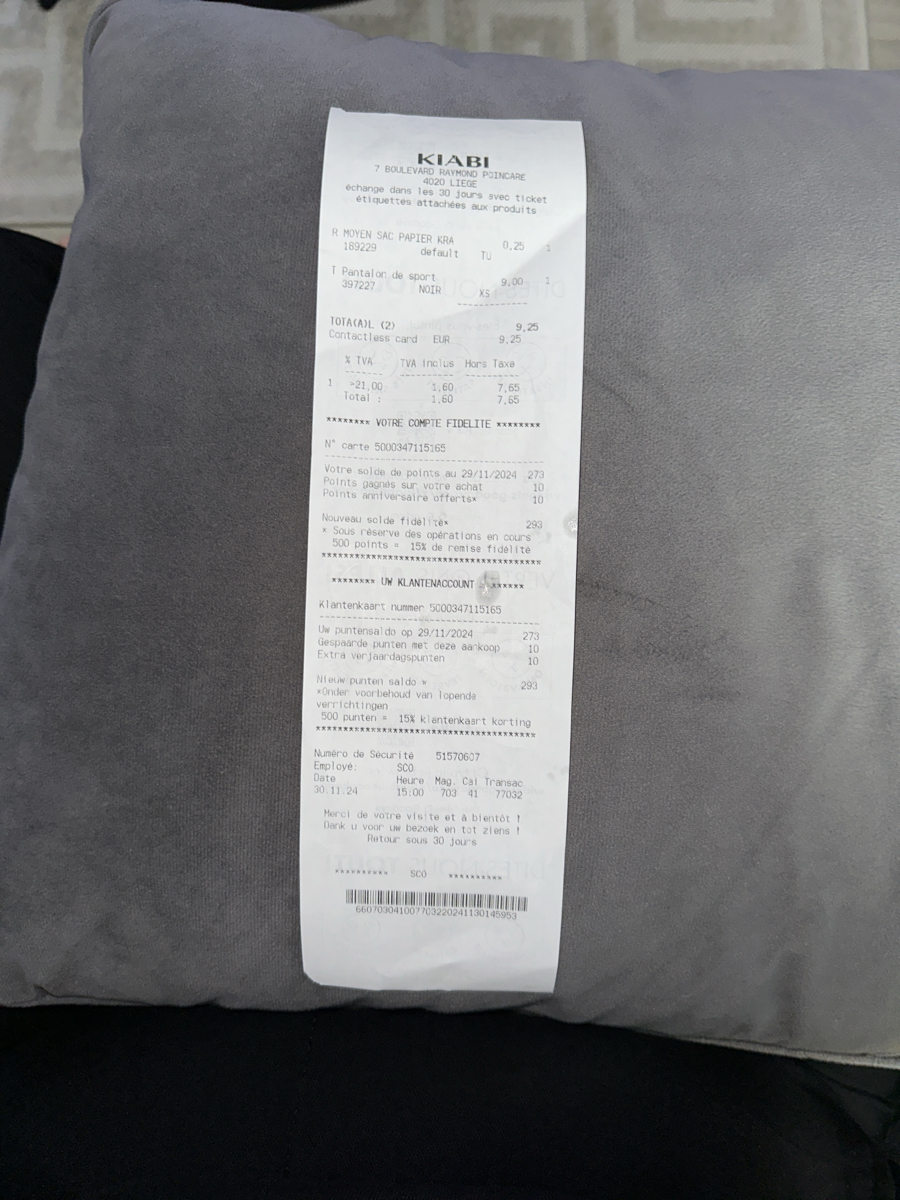 KIABI
7 BOULEVARD RAYMOND POINCARE
4020 LIEGE
échange dans les 30 jours avec ticket
étiquettes attachées aux produits
R MOYEN SAC PAPIER KRA 0,25 1
189229 default TU
T Pantalon de sport 9,00 1
397227 NOIR XS
TOTA(A)L (2) 9,25
Contactless card EUR 9,25
% TVA TVA inclus Hors Taxe
1 >21,00 1,60 7,65
Total : 1,60 7,65
******** VOTRE COMPTE FIDELITE ********
N° carte 5000347115165
Votre solde de points au 29/11/2024 273
Points gagnés sur votre achat 10
Points anniversaire offerts* 10
Nouveau solde fidélité* 293
* Sous réserve des opérations en cours
500 points = 15% de remise fidélité
****************************************
******** UW KLANTENACCOUNT ********
Klantenkaart nummer 5000347115165
Uw puntensaldo op 29/11/2024 273
Gespaarde punten met deze aankoop 10
Extra verjaardagspunten 10
Nieuw punten saldo * 293
*Onder voorbehoud van lopende
verrichtingen
500 punten = 15% klantenkaart korting
****************************************
Numéro de Sécurité 51570607
Employé: SCO
Date Heure Mag. Cai Transac
30.11.24 15:00 703 41 77032
Merci de votre visite et à bientôt !
Dank u voor uw bezoek en tot ziens !
Retour sous 30 jours
********** SCO **********
660703041007703220241130145953